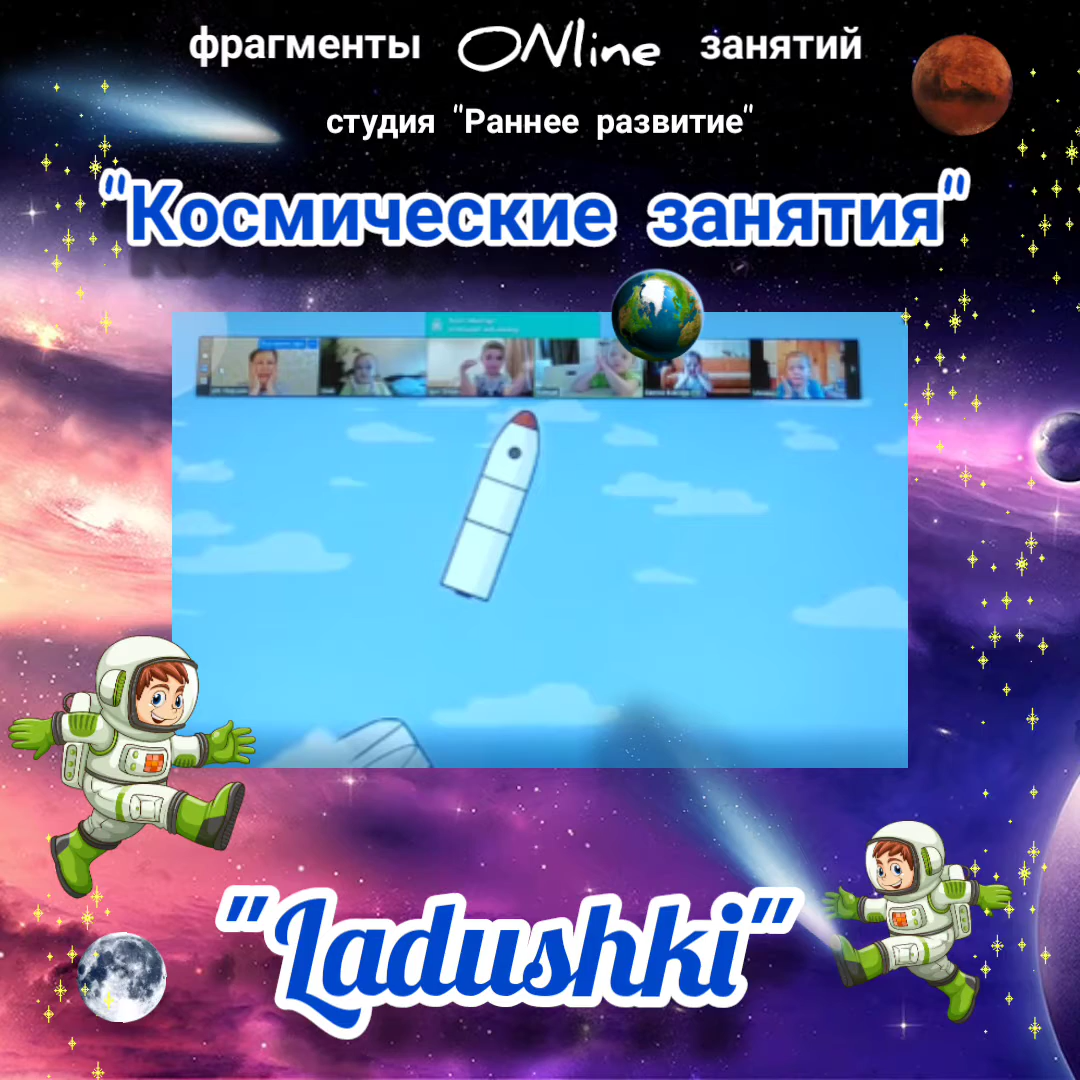 фрагменты ONline занятий
студия "Раннее развитие"
"Космические занятия"
"Ladushki"